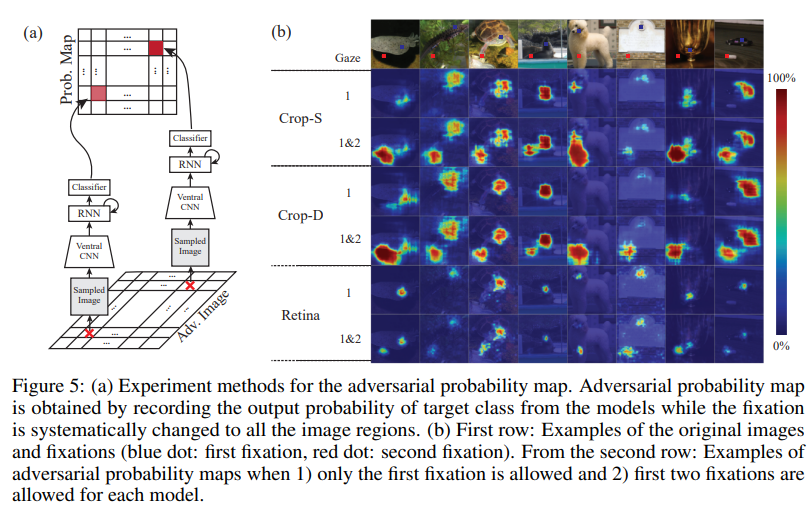 (a)
Prob. Map
...
...
...
...
Classifier
RNN
Ventral
CNN
Sampled
Image
Classifier
RNN
Ventral
CNN
Sampled
Image
...
...
...
...
Adv. Image
(b)
Gaze
Crop-S
1
1&2
Crop-D
1
1&2
Retina
1
1&2
100%
0%
Figure 5: (a) Experiment methods for the adversarial probability map. Adversarial probability map
is obtained by recording the output probability of target class from the models while the fixation
is systematically changed to all the image regions. (b) First row: Examples of the original images
and fixations (blue dot: first fixation, red dot: second fixation). From the second row: Examples of
adversarial probability maps when 1) only the first fixation is allowed and 2) first two fixations are
allowed for each model.